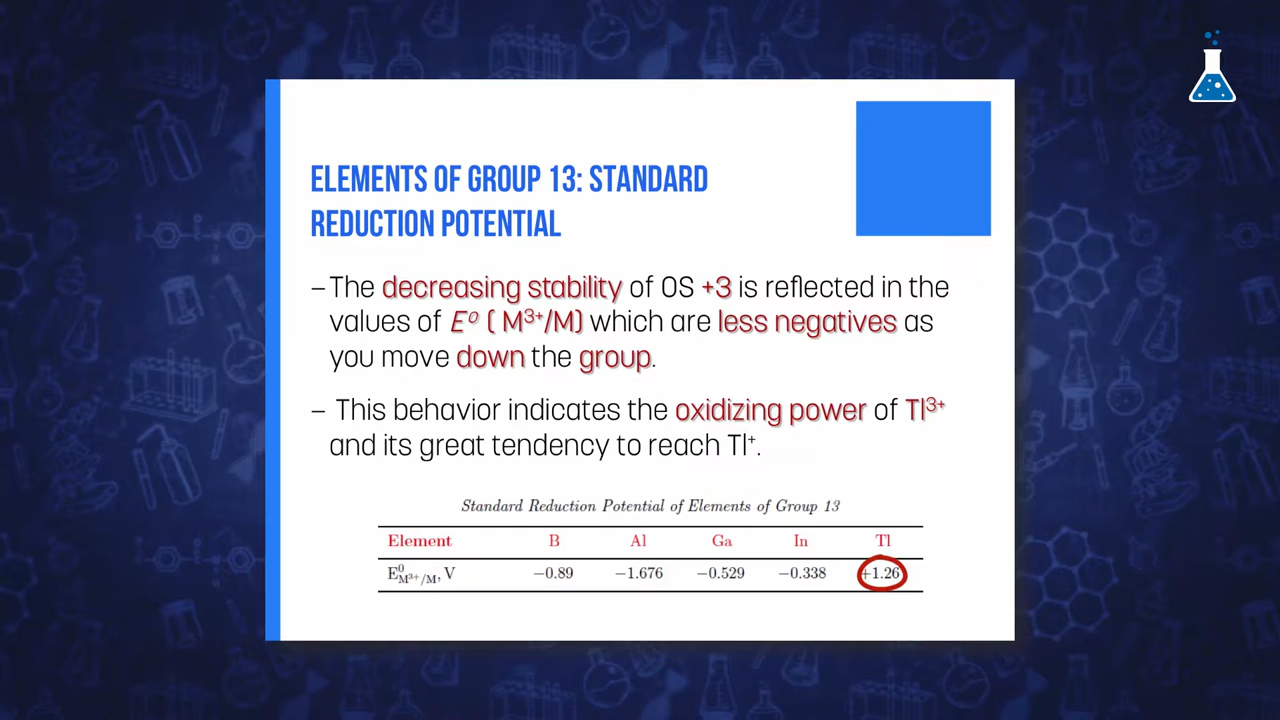 ELEMENTS OF GROUP 13: STANDARD
REDUCTION POTENTIAL
– The decreasing stability of OS +3 is reflected in the
values of E⁰ ( M³⁺/M) which are less negatives as
you move down the group.
– This behavior indicates the oxidizing power of Tl³⁺
and its great tendency to reach Tl⁺.
Standard Reduction Potential of Elements of Group 13
Element B Al Ga In Tl
E⁰M³⁺/M, V −0.89 −1.676 −0.529 −0.338 +1.26